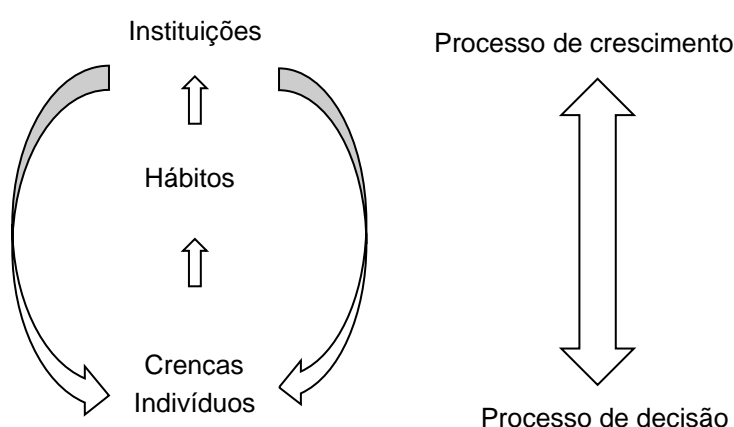 Instituições
Processo de crescimento
Hábitos
Crencas
Indivíduos
Processo de decisão